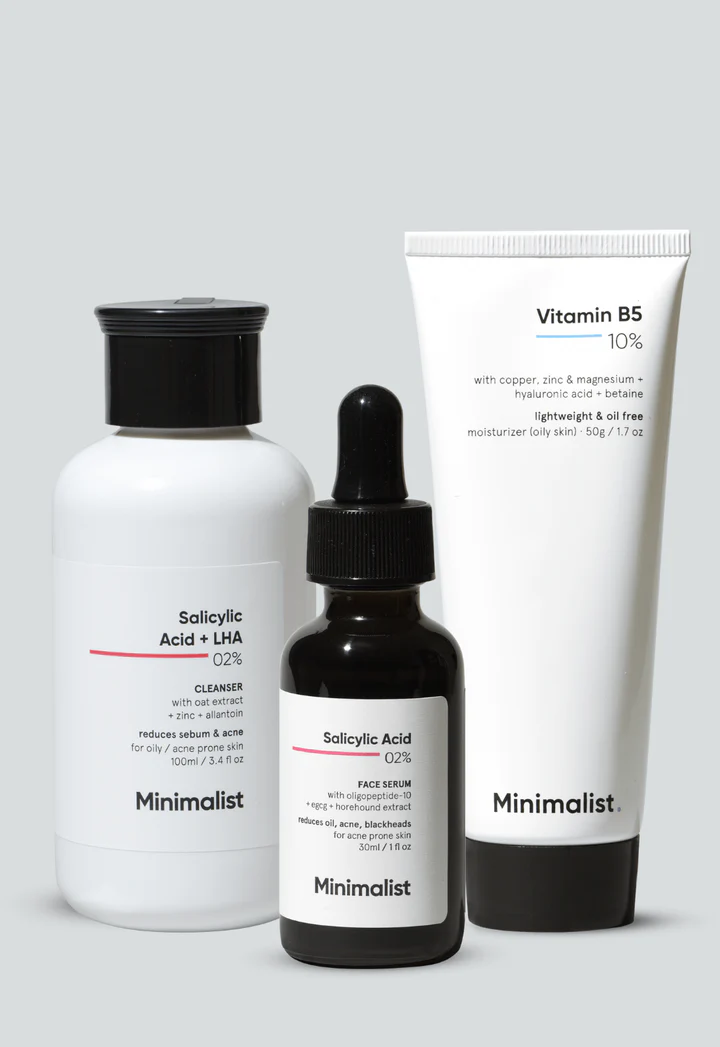 Salicylic
Acid + LHA
02%
CLEANSER
with oat extract
+ zinc + allantoin
reduces sebum & acne
for oily / acne prone skin
100ml / 3.4 fl oz
Minimalist
Salicylic Acid
02%
FACE SERUM
with oligopeptide-10
+ egcg + horehound extract
reduces oil, acne, blackheads
for acne prone skin
30ml / 1 fl oz
Minimalist
Vitamin B5
10%
with copper, zinc & magnesium +
hyaluronic acid + betaine
lightweight & oil free
moisturizer (oily skin) · 50g / 1.7 oz
Minimalist